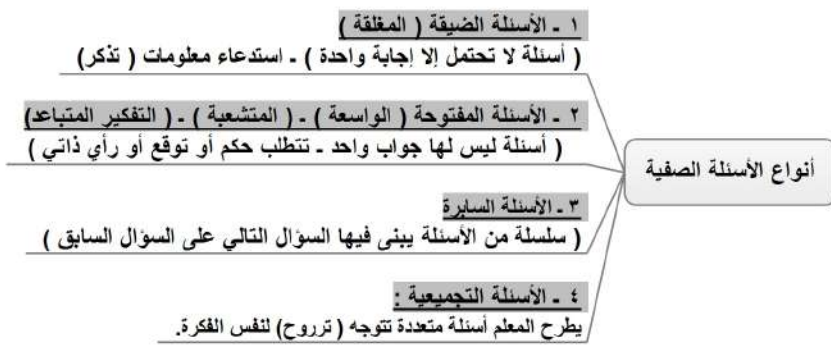 أنواع الأسئلة الصفية
١ ـ الأسئلة الضيقة ( المغلقة )
( أسئلة لا تحتمل إلا إجابة واحدة ) ـ استدعاء معلومات ( تذكر)
٢ ـ الأسئلة المفتوحة ( الواسعة ) ـ ( المتشعبة ) ـ ( التفكير المتباعد)
( أسئلة ليس لها جواب واحد ـ تتطلب حكم أو توقع أو رأي ذاتي )
٣ ـ الأسئلة السابرة
( سلسلة من الأسئلة يبنى فيها السؤال التالي على السؤال السابق )
٤ ـ الأسئلة التجميعية :
يطرح المعلم أسئلة متعددة تتوجه ( ترروح) لنفس الفكرة.